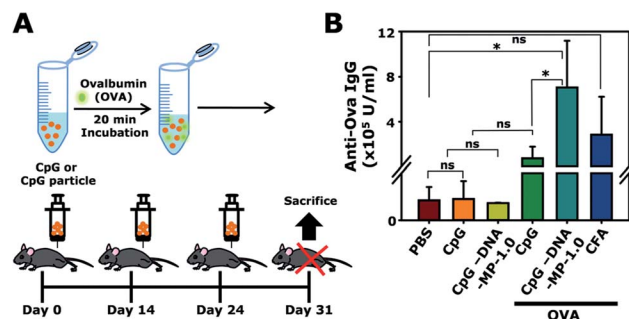 A
Ovalbumin
(OVA)
20 min
Incubation
CpG or
CpG particle
Sacrifice
Day 0
Day 14
Day 24
Day 31
B
Anti-Ova IgG
(x10⁵ U/ml)
12
8
4
0
ns
*
*
ns
ns
ns
PBS
CpG
CpG -DNA
-MP-1.0
CpG
CpG -DNA
-MP-1.0
CFA
OVA